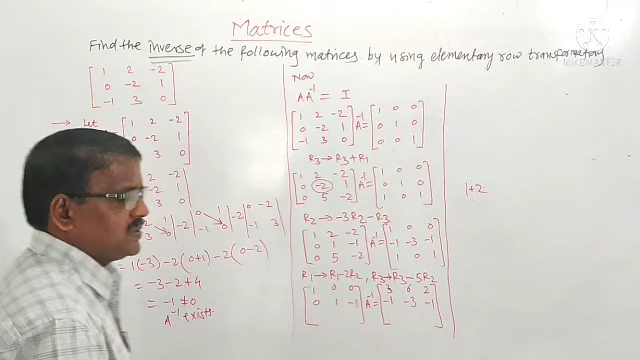 Matrices
Find the inverse of the following matrices by using elementary row transformations
1 2 -2
0 -2 1
-1 3 0
→ Let
1 2 -2
0 -2 1
3 0
2 -2
-2 1
3 0
= 1(-3) -2(0+1) -2(0-2)
= -3-2+4
= -1 ≠ 0
A⁻¹ exists.
Now
AA⁻¹ = I
1 2 -2 1 0 0
0 -2 1 A⁻¹ = 0 1 0
-1 3 0 0 0 1
R3 → R3 + R1
1 2 -2 1 0 0
0 -2 1 A⁻¹ = 0 1 0
0 5 -2 1 0 1
R2 → -3R2 - R3
1 2 -2 1 0 0
0 1 -1 A⁻¹ = -1 -3 -1
0 5 -2 1 0 1
R1 → R1 - 2R2, R3 → R3 - 5R2
1 0 0 3 6 2
0 1 -1 A⁻¹ = -1 -3 -1
1+2
K
KINEMASTER